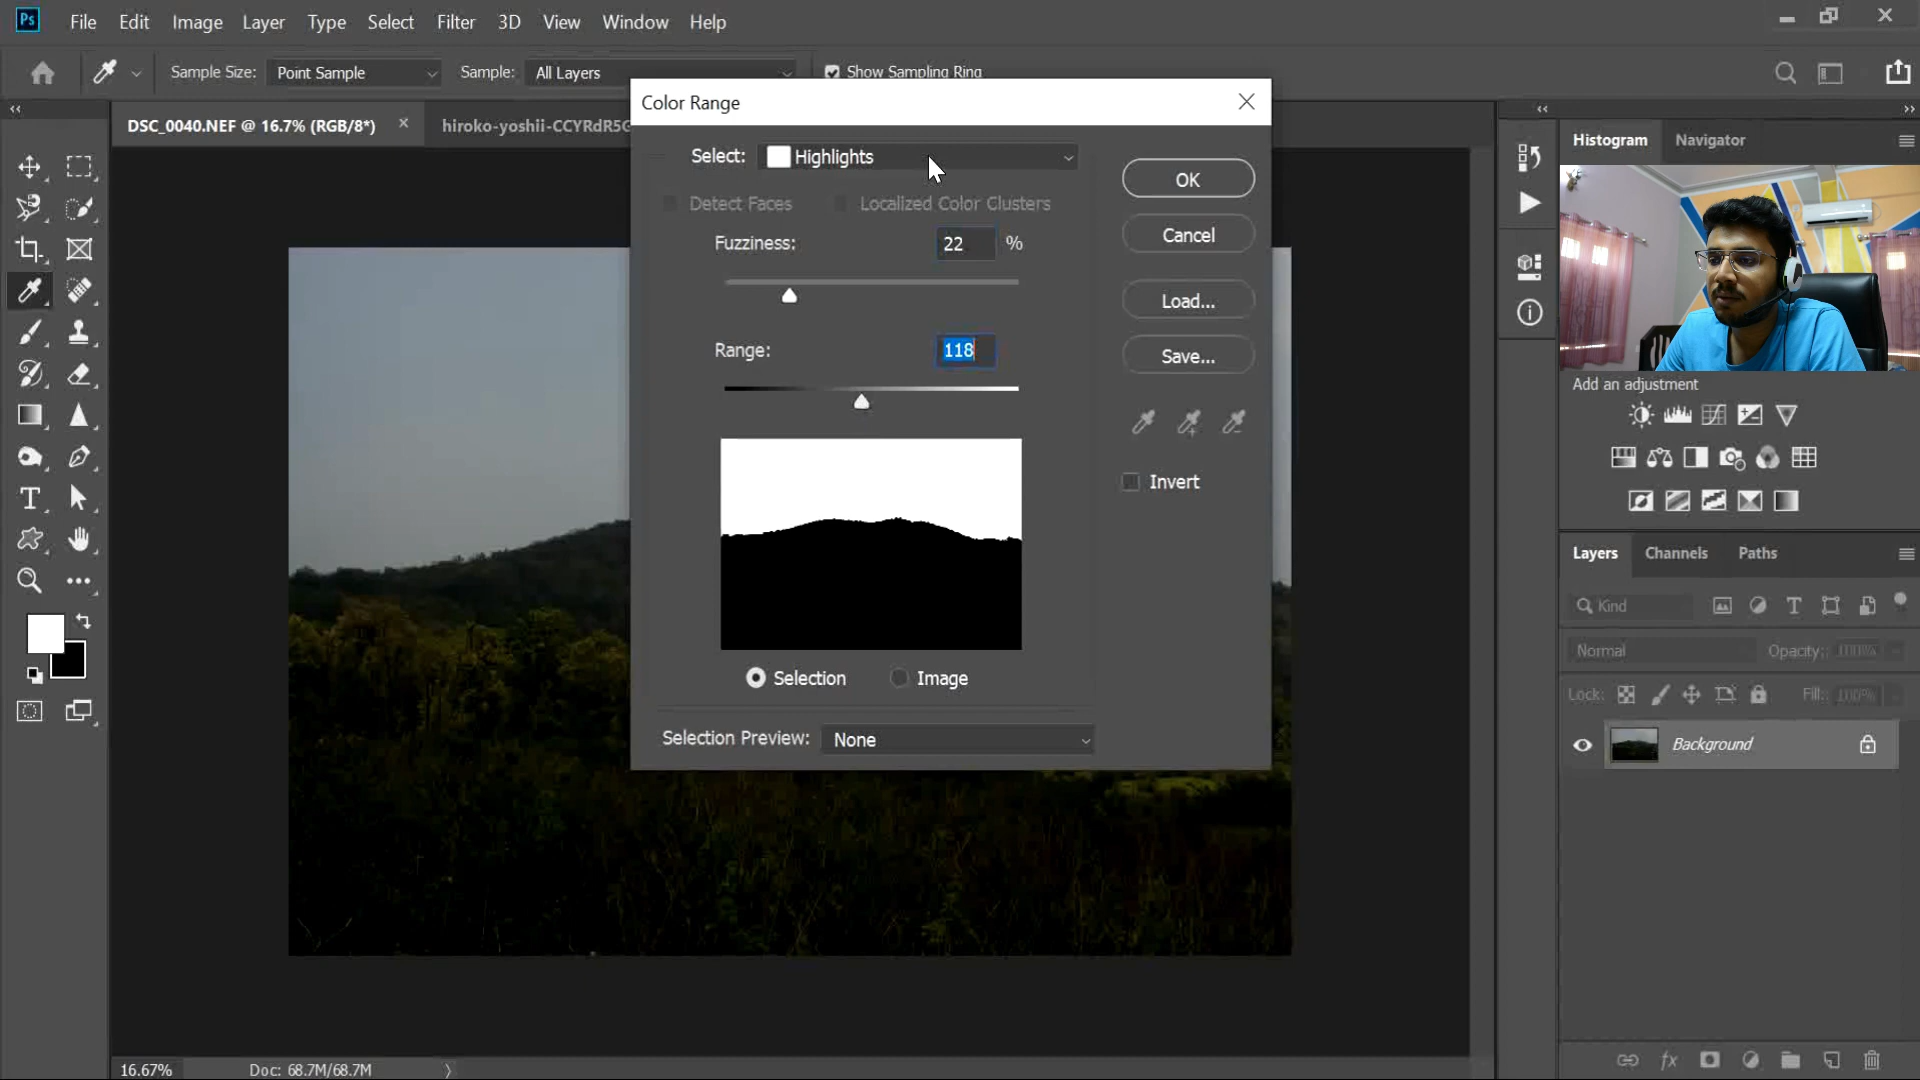 Ps
File Edit Image Layer Type Select Filter 3D View Window Help
Sample Size: Point Sample Sample: All Layers Show Sampling Ring
DSC_0040.NEF @ 16.7% (RGB/8*) × hiroko-yoshii-CCYRdR5G
Color Range
Select: Highlights
Detect Faces Localized Color Clusters
Fuzziness: 22 %
Range: 118
Selection Image
Selection Preview: None
OK
Cancel
Load...
Save...
Invert
Histogram Navigator
Add an adjustment
Layers Channels Paths
Kind
Normal Opacity: 100%
Lock: Fill: 100%
Background
fx
16.67% Doc: 68.7M/68.7M